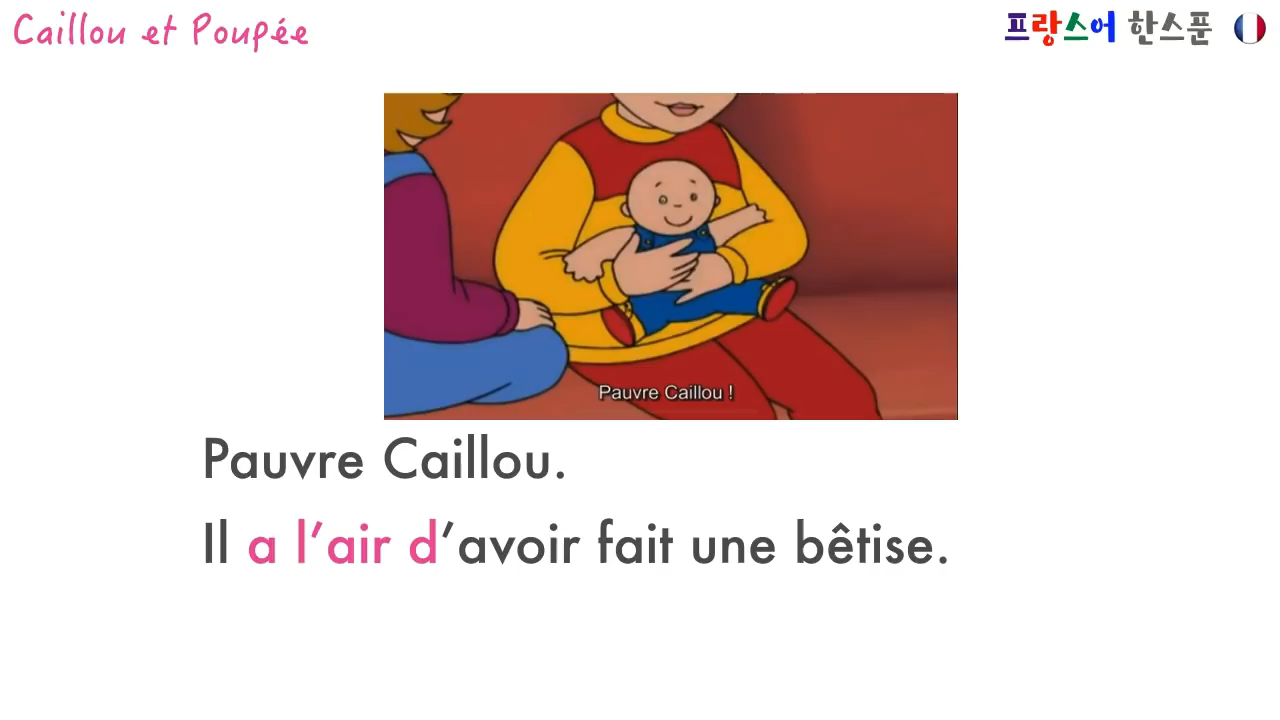 Caillou et Poupée
프랑스어 한스푼
Pauvre Caillou !
Pauvre Caillou.
Il a l’air d’avoir fait une bêtise.